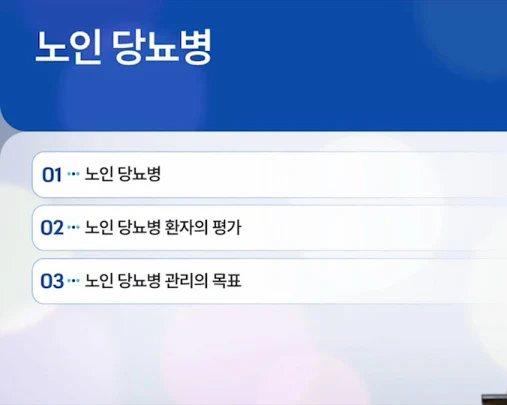 노인 당뇨병
01 노인 당뇨병
02 노인 당뇨병 환자의 평가
03 노인 당뇨병 관리의 목표